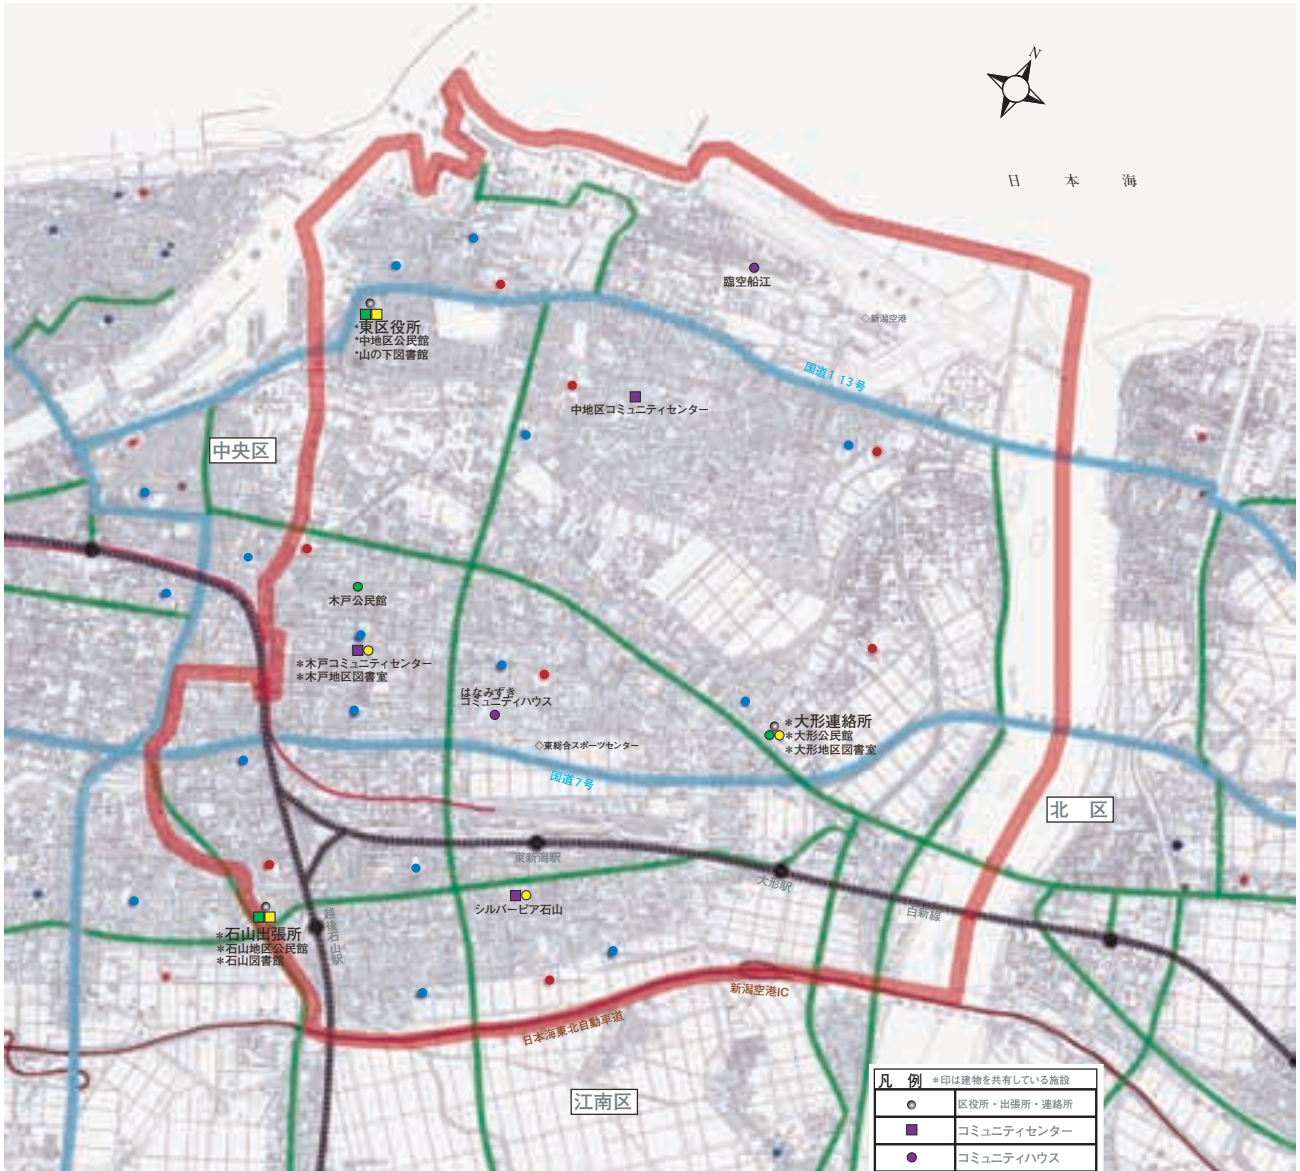 N
日 本 海
臨空船江
◇新潟空港
*東区役所
*中地区公民館
*山の下図書館
国道113号
中地区コミュニティセンター
中央区
木戸公民館
*木戸コミュニティセンター
*木戸地区図書室
はなみずき
コミュニティハウス
*大形連絡所
*大形公民館
*大形地区図書室
◇東総合スポーツセンター
国道7号
北 区
東新潟駅
大形駅
シルバーピア石山
白新線
越後石山駅
*石山出張所
*石山地区公民館
*石山図書館
新潟空港IC
日本海東北自動車道
江南区
凡 例 *印は建物を共有している施設
区役所・出張所・連絡所
コミュニティセンター
コミュニティハウス